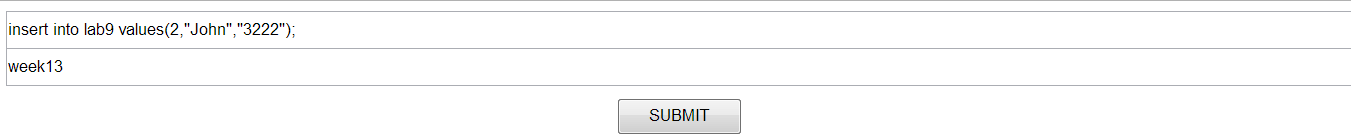 insert into lab9 values(2,"John","3222");
week13
SUBMIT